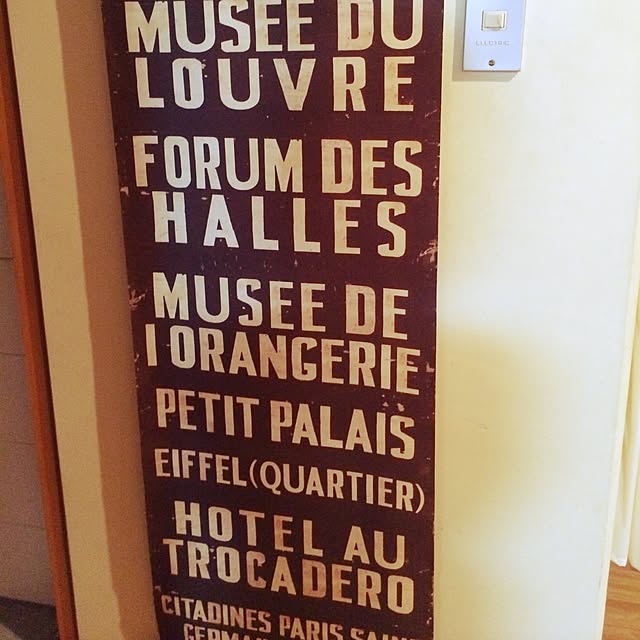 MUSEE DU
LOUVRE
FORUM DES
HALLES
MUSEE DE
l ORANGERIE
PETIT PALAIS
EIFFEL(QUARTIER)
HOTEL AU
TROCADERO
CITADINES PARIS SAINT